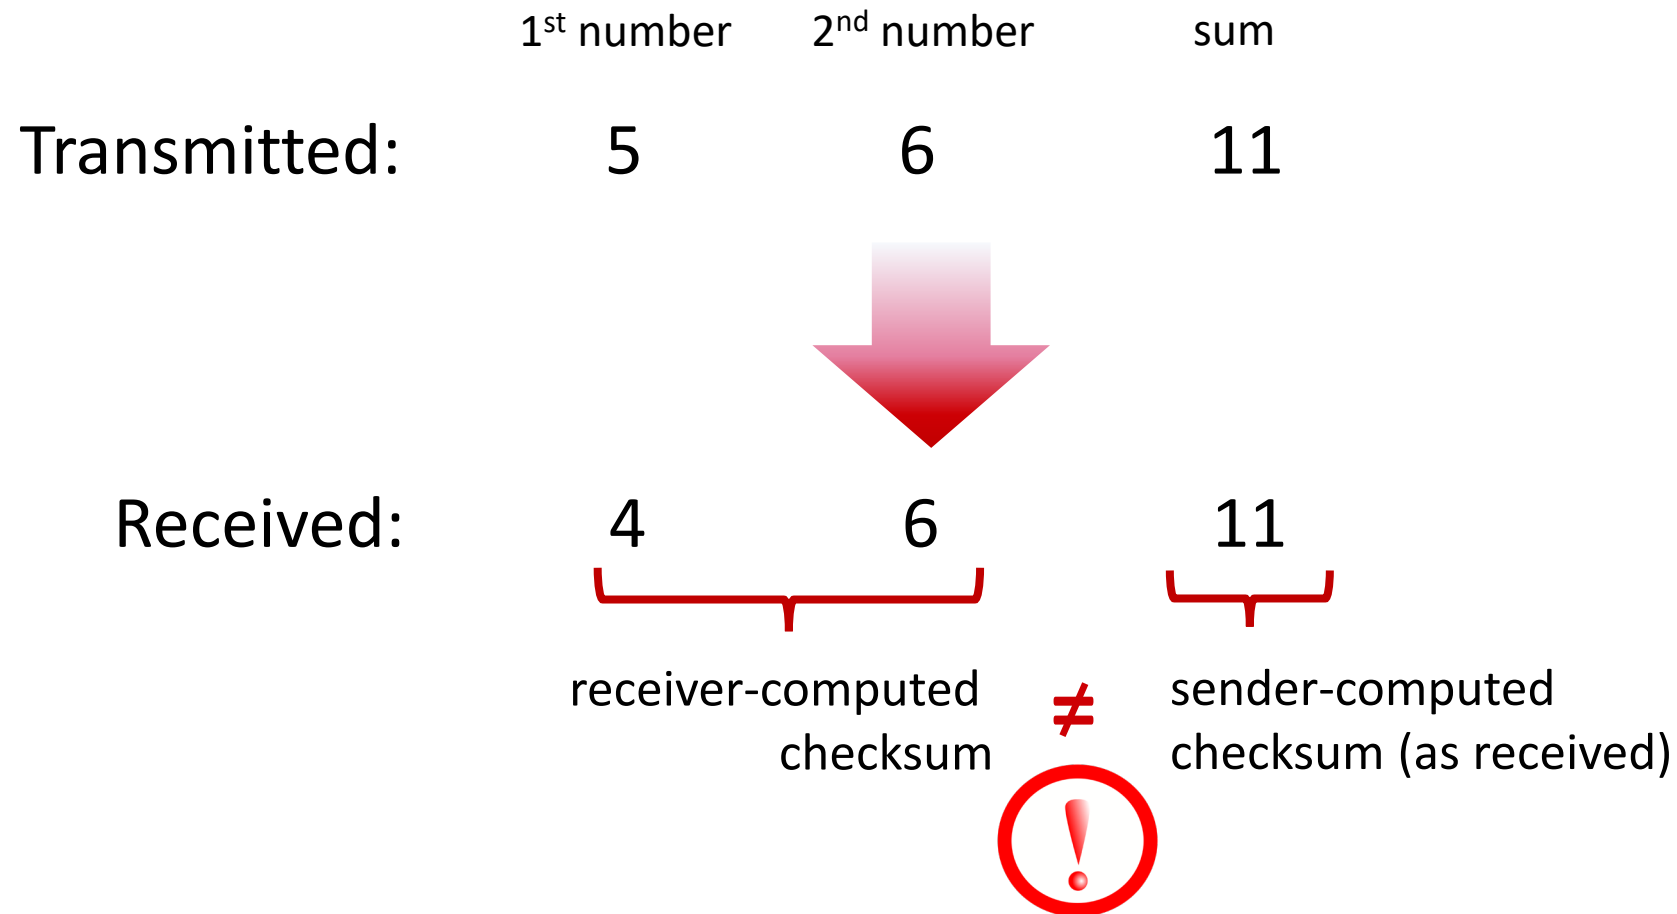 1st number 2nd number sum
Transmitted: 5 6 11
Received: 4 6 11
receiver-computed ≠ sender-computed
checksum checksum (as received)
!